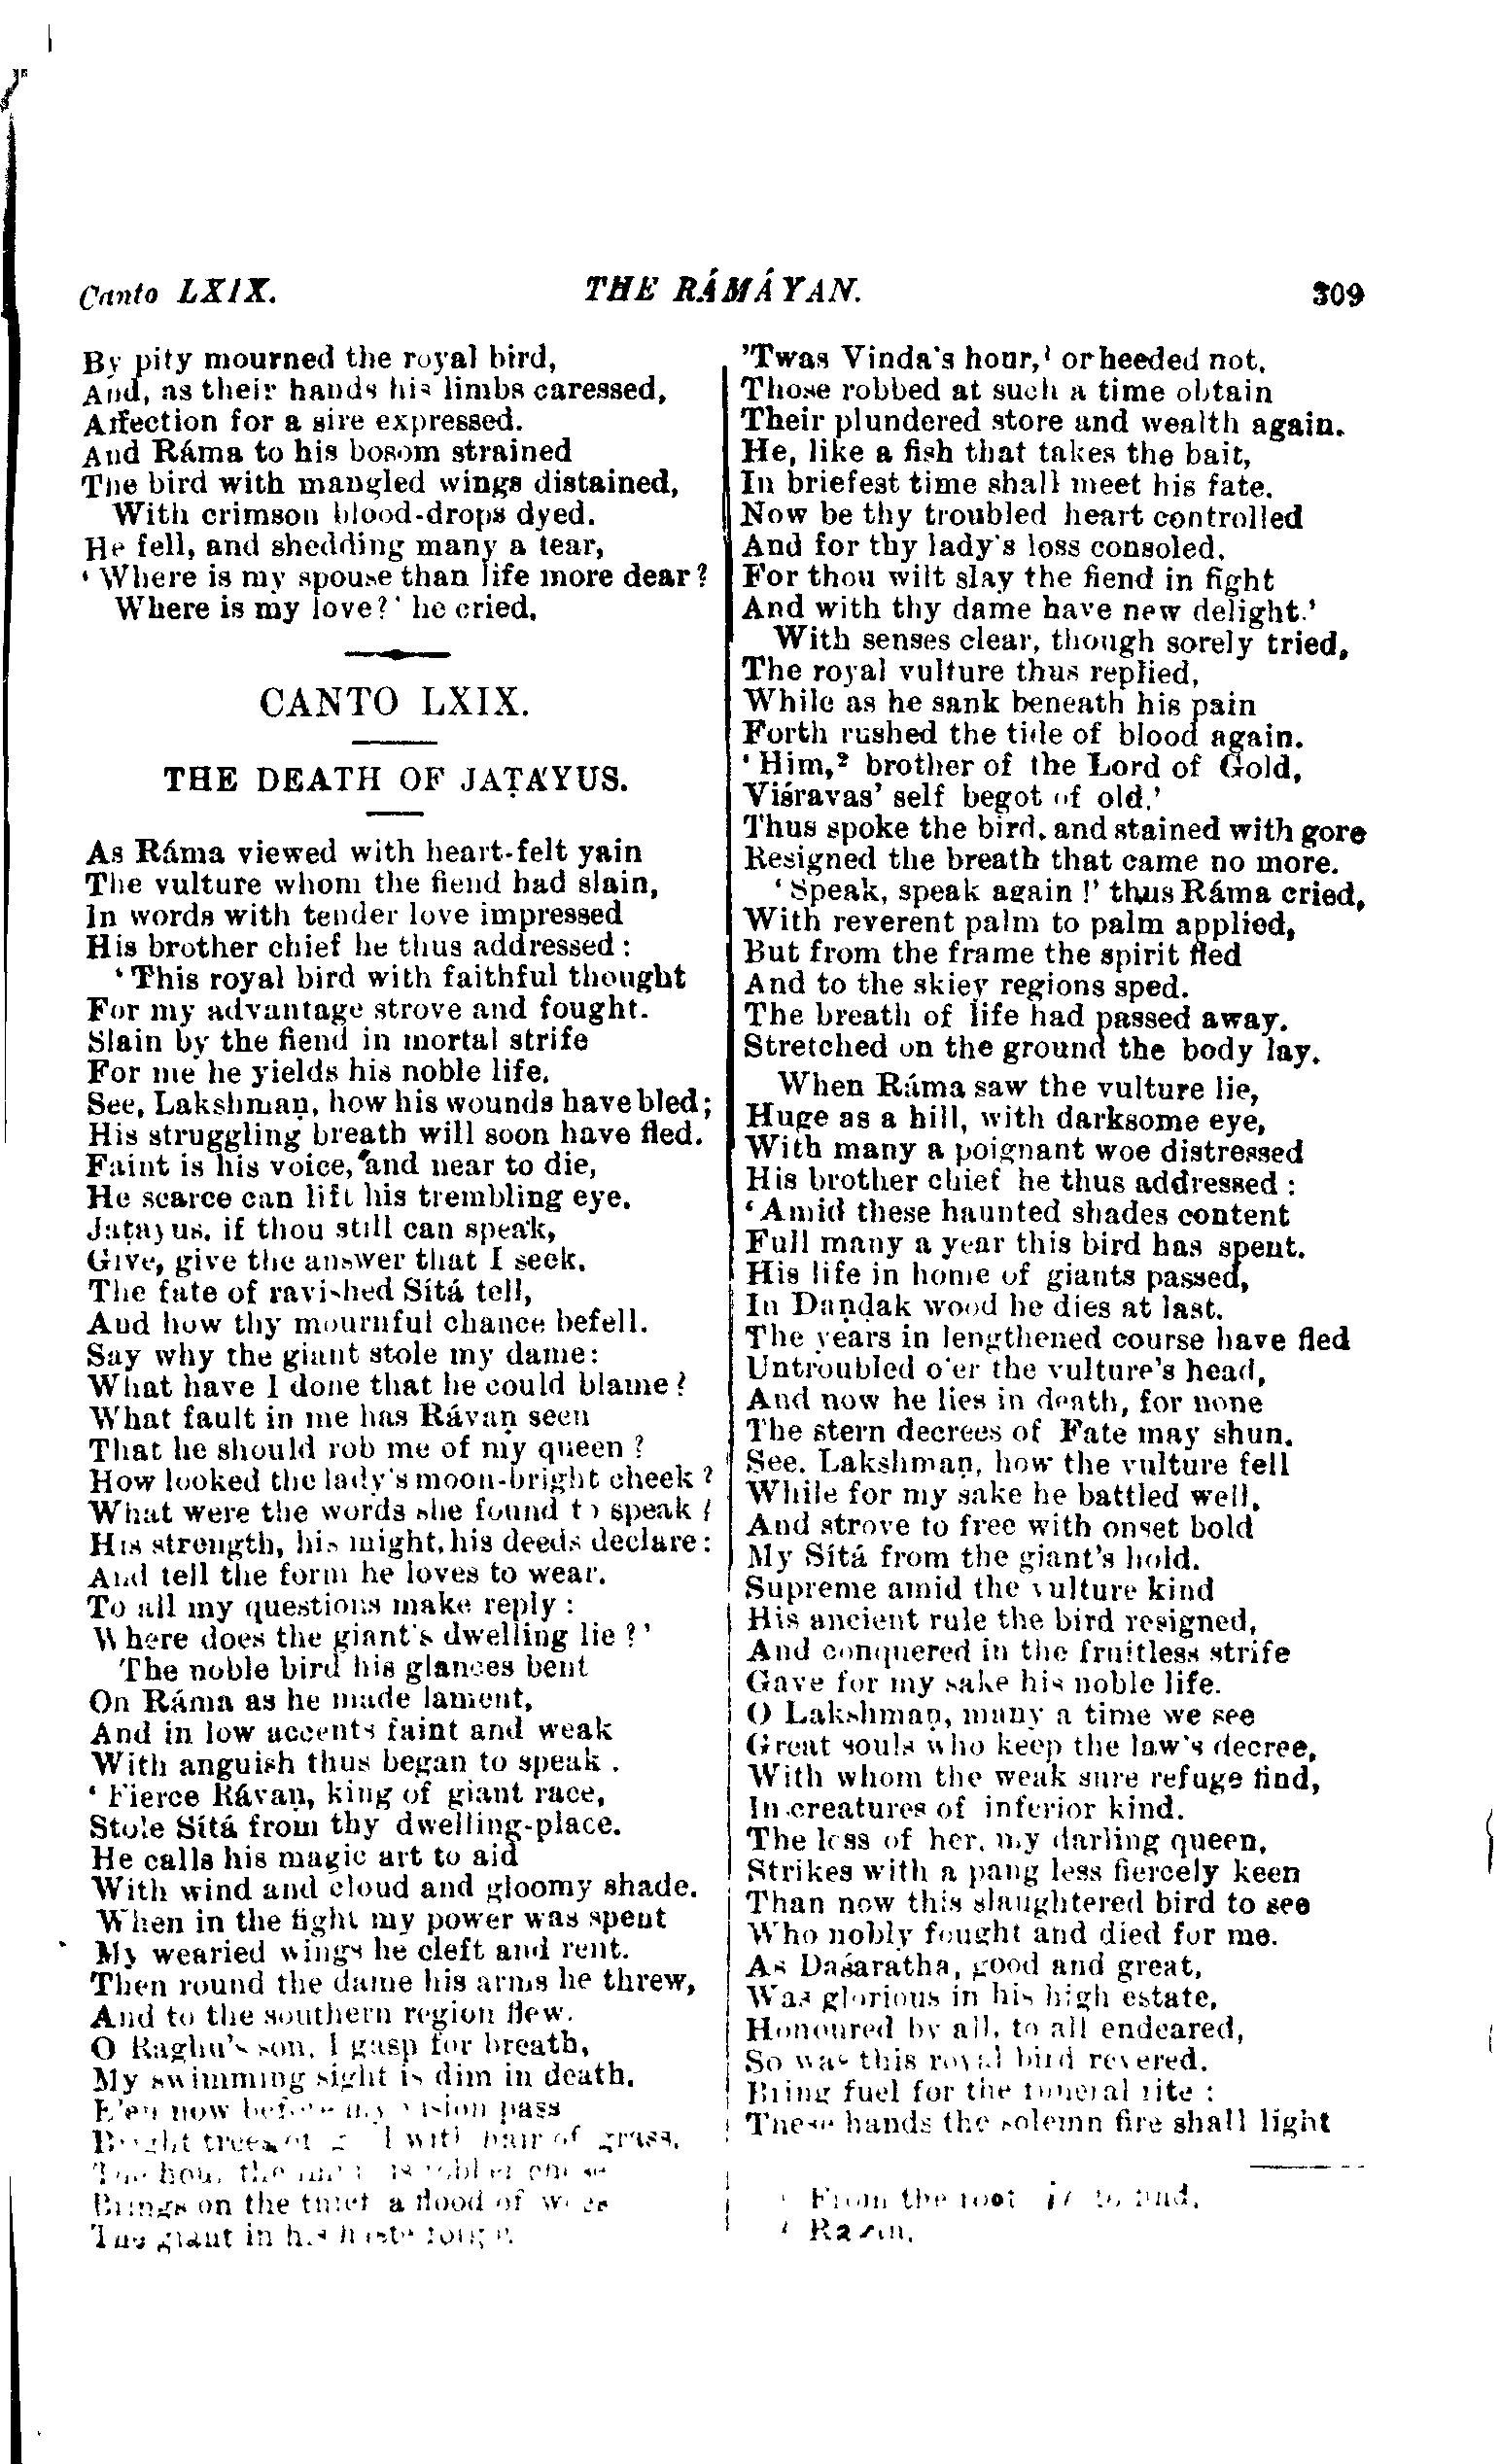 Canto LXIX. THE RÁMÁYAN. 309
By pity mourned the royal bird,
And, as their hands his limbs caressed,
Affection for a sire expressed.
And Ráma to his bosom strained
The bird with mangled wings distained,
With crimson blood-drops dyed.
He fell, and shedding many a tear,
‘Where is my spouse than life more dear?
Where is my love?’ he cried.
CANTO LXIX.
THE DEATH OF JAṬÁYUS.
As Ráma viewed with heart-felt yain
The vulture whom the fiend had slain,
In words with tender love impressed
His brother chief he thus addressed:
‘This royal bird with faithful thought
For my advantage strove and fought.
Slain by the fiend in mortal strife
For me he yields his noble life.
See, Lakshmaṇ, how his wounds have bled;
His struggling breath will soon have fled.
Faint is his voice, and near to die,
He scarce can lift his trembling eye.
Jaṭayus, if thou still can speak,
Give, give the answer that I seek.
The fate of ravished Sítá tell,
And how thy mournful chance befell.
Say why the giant stole my dame:
What have I done that he could blame?
What fault in me has Rávaṇ seen
That he should rob me of my queen?
How looked the lady's moon-bright cheek?
What were the words she found to speak?
His strength, his might, his deeds declare:
And tell the form he loves to wear.
To all my questions make reply:
Where does the giant's dwelling lie?’
The noble bird his glances bent
On Ráma as he made lament,
And in low accents faint and weak
With anguish thus began to speak.
‘Fierce Rávaṇ, king of giant race,
Stole Sítá from thy dwelling-place.
He calls his magic art to aid
With wind and cloud and gloomy shade.
When in the fight my power was spent
My wearied wings he cleft and rent.
Then round the dame his arms he threw,
And to the southern region flew.
O Raghu's son, I gasp for breath,
My swimming sight is dim in death.
E'en now before my vision pass
Bright trees of with hair of grass.
hou the
Brings on the thief a flood of woes
The giant in his haste
’Twas Vinda's hour,¹ or heeded not,
Those robbed at such a time obtain
Their plundered store and wealth again.
He, like a fish that takes the bait,
In briefest time shall meet his fate.
Now be thy troubled heart controlled
And for thy lady's loss consoled,
For thou wilt slay the fiend in fight
And with thy dame have new delight.’
With senses clear, though sorely tried,
The royal vulture thus replied,
While as he sank beneath his pain
Forth rushed the tide of blood again.
‘Him,² brother of the Lord of Gold,
Viśravas’ self begot of old.’
Thus spoke the bird, and stained with gore
Resigned the breath that came no more.
‘Speak, speak again!’ thus Ráma cried,
With reverent palm to palm applied,
But from the frame the spirit fled
And to the skiey regions sped.
The breath of life had passed away.
Stretched on the ground the body lay.
When Ráma saw the vulture lie,
Huge as a hill, with darksome eye,
With many a poignant woe distressed
His brother chief he thus addressed:
‘Amid these haunted shades content
Full many a year this bird has spent.
His life in home of giants passed,
In Daṇḍak wood he dies at last.
The years in lengthened course have fled
Untroubled o'er the vulture's head,
And now he lies in death, for none
The stern decrees of Fate may shun.
See, Lakshmaṇ, how the vulture fell
While for my sake he battled well,
And strove to free with onset bold
My Sítá from the giant's hold.
Supreme amid the vulture kind
His ancient rule the bird resigned,
And conquered in the fruitless strife
Gave for my sake his noble life.
O Lakshmaṇ, many a time we see
Great souls who keep the law's decree,
With whom the weak sure refuge find,
In creatures of inferior kind.
The loss of her, my darling queen,
Strikes with a pang less fiercely keen
Than now this slaughtered bird to see
Who nobly fought and died for me.
As Daśaratha, good and great,
Was glorious in his high estate,
Honoured by all, to all endeared,
So was this royal bird revered.
Bring fuel for the funeral rite:
These hands the solemn fire shall light
From the root to find.
² Rávaṇ.